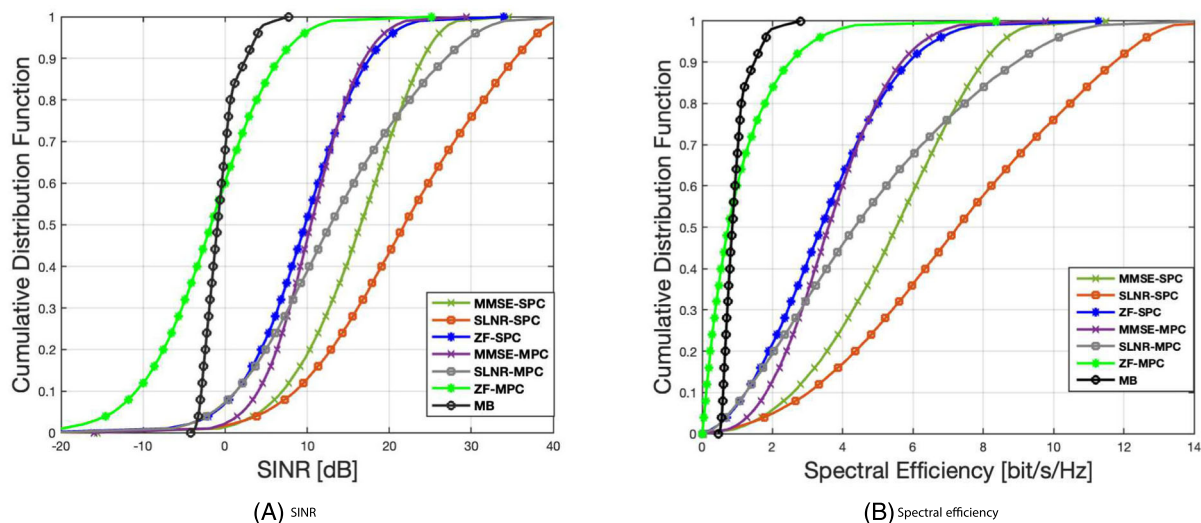 Cumulative Distribution Function
1
0.9
0.8
0.7
0.6
0.5
0.4
0.3
0.2
0.1
0
-20 -10 0 10 20 30 40
SINR [dB]
MMSE-SPC
SLNR-SPC
ZF-SPC
MMSE-MPC
SLNR-MPC
ZF-MPC
MB
(A) SINR
Cumulative Distribution Function
1
0.9
0.8
0.7
0.6
0.5
0.4
0.3
0.2
0.1
0
0 2 4 6 8 10 12 14
Spectral Efficiency [bit/s/Hz]
MMSE-SPC
SLNR-SPC
ZF-SPC
MMSE-MPC
SLNR-MPC
ZF-MPC
MB
(B) Spectral efficiency